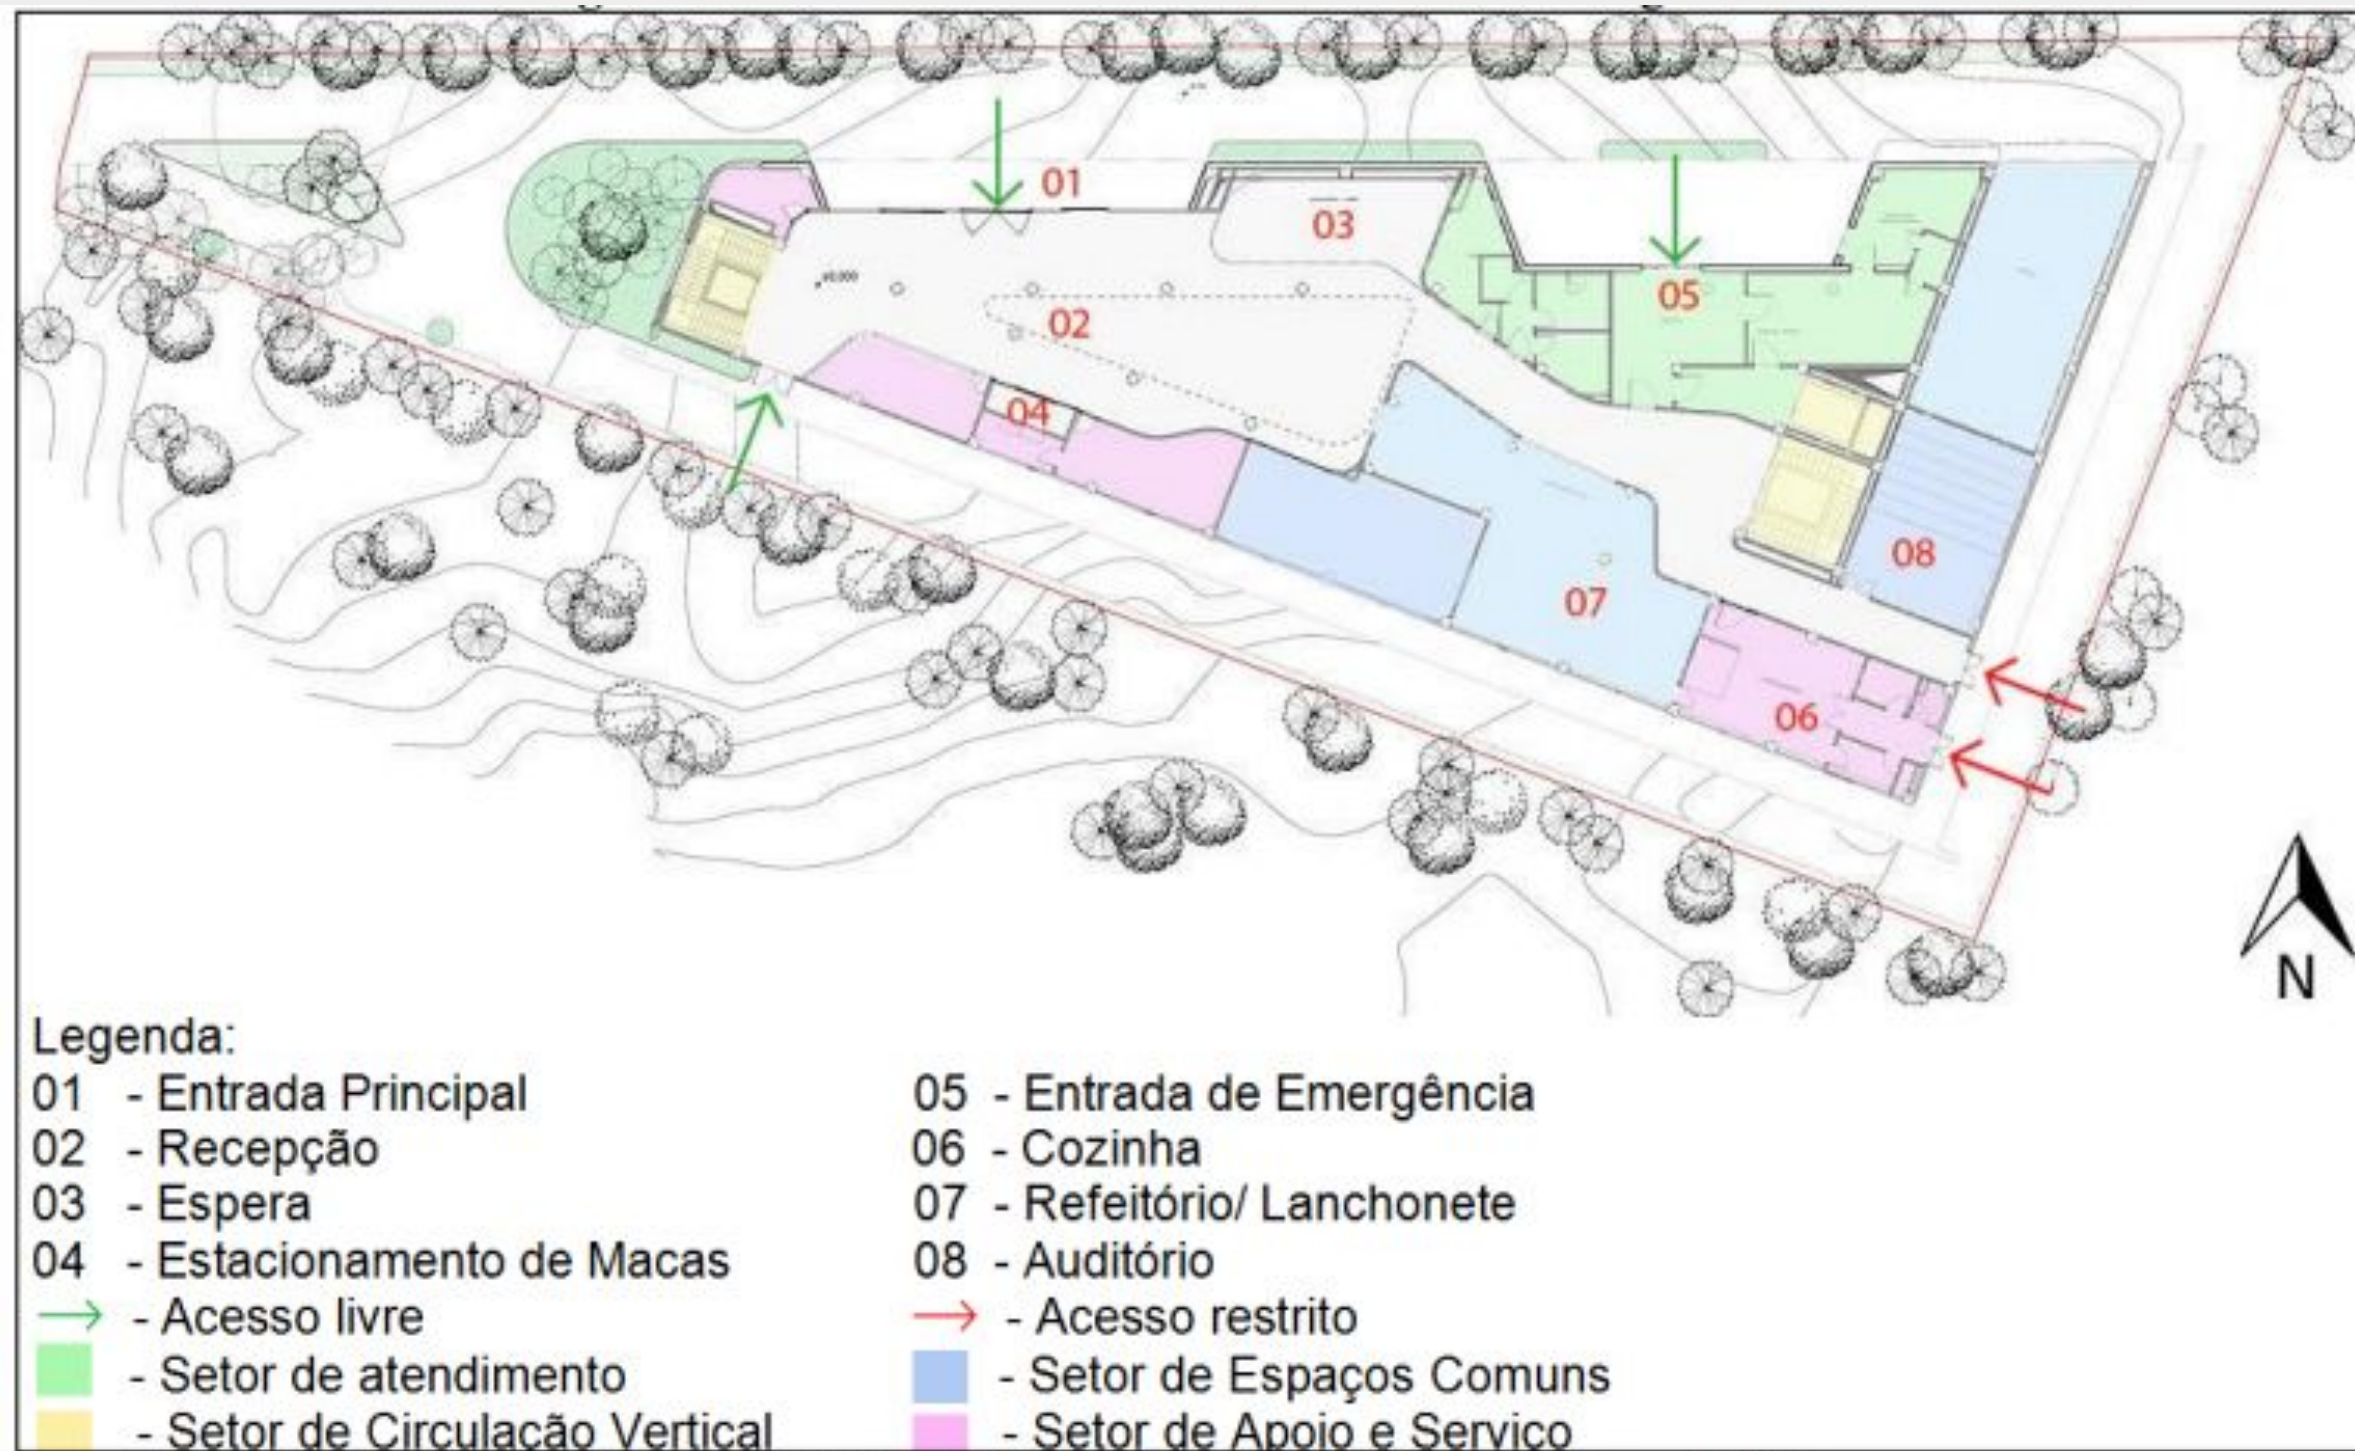 01
03
05
±0.000
02
04
08
07
06
N
Legenda:
01 - Entrada Principal
02 - Recepção
03 - Espera
04 - Estacionamento de Macas
→ - Acesso livre
- Setor de atendimento
- Setor de Circulação Vertical
05 - Entrada de Emergência
06 - Cozinha
07 - Refeitório/ Lanchonete
08 - Auditório
→ - Acesso restrito
- Setor de Espaços Comuns
- Setor de Apoio e Serviço